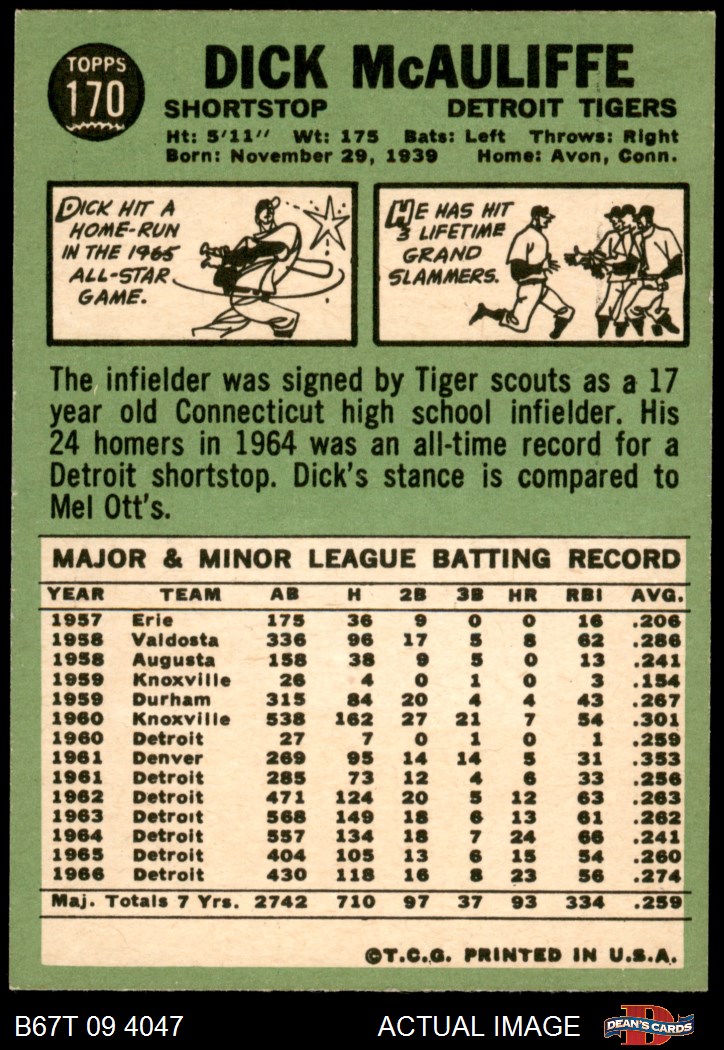 TOPPS
170
DICK McAULIFFE
SHORTSTOP DETROIT TIGERS
Ht: 5'11" Wt: 175 Bats: Left Throws: Right
Born: November 29, 1939 Home: Avon, Conn.
DICK HIT A
HOME-RUN
IN THE 1965
ALL-STAR
GAME.
HE HAS HIT
3 LIFETIME
GRAND
SLAMMERS.
The infielder was signed by Tiger scouts as a 17
year old Connecticut high school infielder. His
24 homers in 1964 was an all-time record for a
Detroit shortstop. Dick's stance is compared to
Mel Ott's.
MAJOR & MINOR LEAGUE BATTING RECORD
YEAR TEAM AB H 2B 3B HR RBI AVG.
1957 Erie 175 36 9 0 0 16 .206
1958 Valdosta 336 96 17 5 8 62 .286
1958 Augusta 158 38 9 5 0 13 .241
1959 Knoxville 26 4 0 1 0 3 .154
1959 Durham 315 84 20 4 4 43 .267
1960 Knoxville 538 162 27 21 7 54 .301
1960 Detroit 27 7 0 1 0 1 .259
1961 Denver 269 95 14 14 5 31 .353
1961 Detroit 285 73 12 4 6 33 .256
1962 Detroit 471 124 20 5 12 63 .263
1963 Detroit 568 149 18 6 13 61 .262
1964 Detroit 557 134 18 7 24 66 .241
1965 Detroit 404 105 13 6 15 54 .260
1966 Detroit 430 118 16 8 23 56 .274
Maj. Totals 7 Yrs. 2742 710 97 37 93 334 .259
©T.C.G. PRINTED IN U.S.A.
B67T 09 4047 ACTUAL IMAGE D DEAN'S CARDS